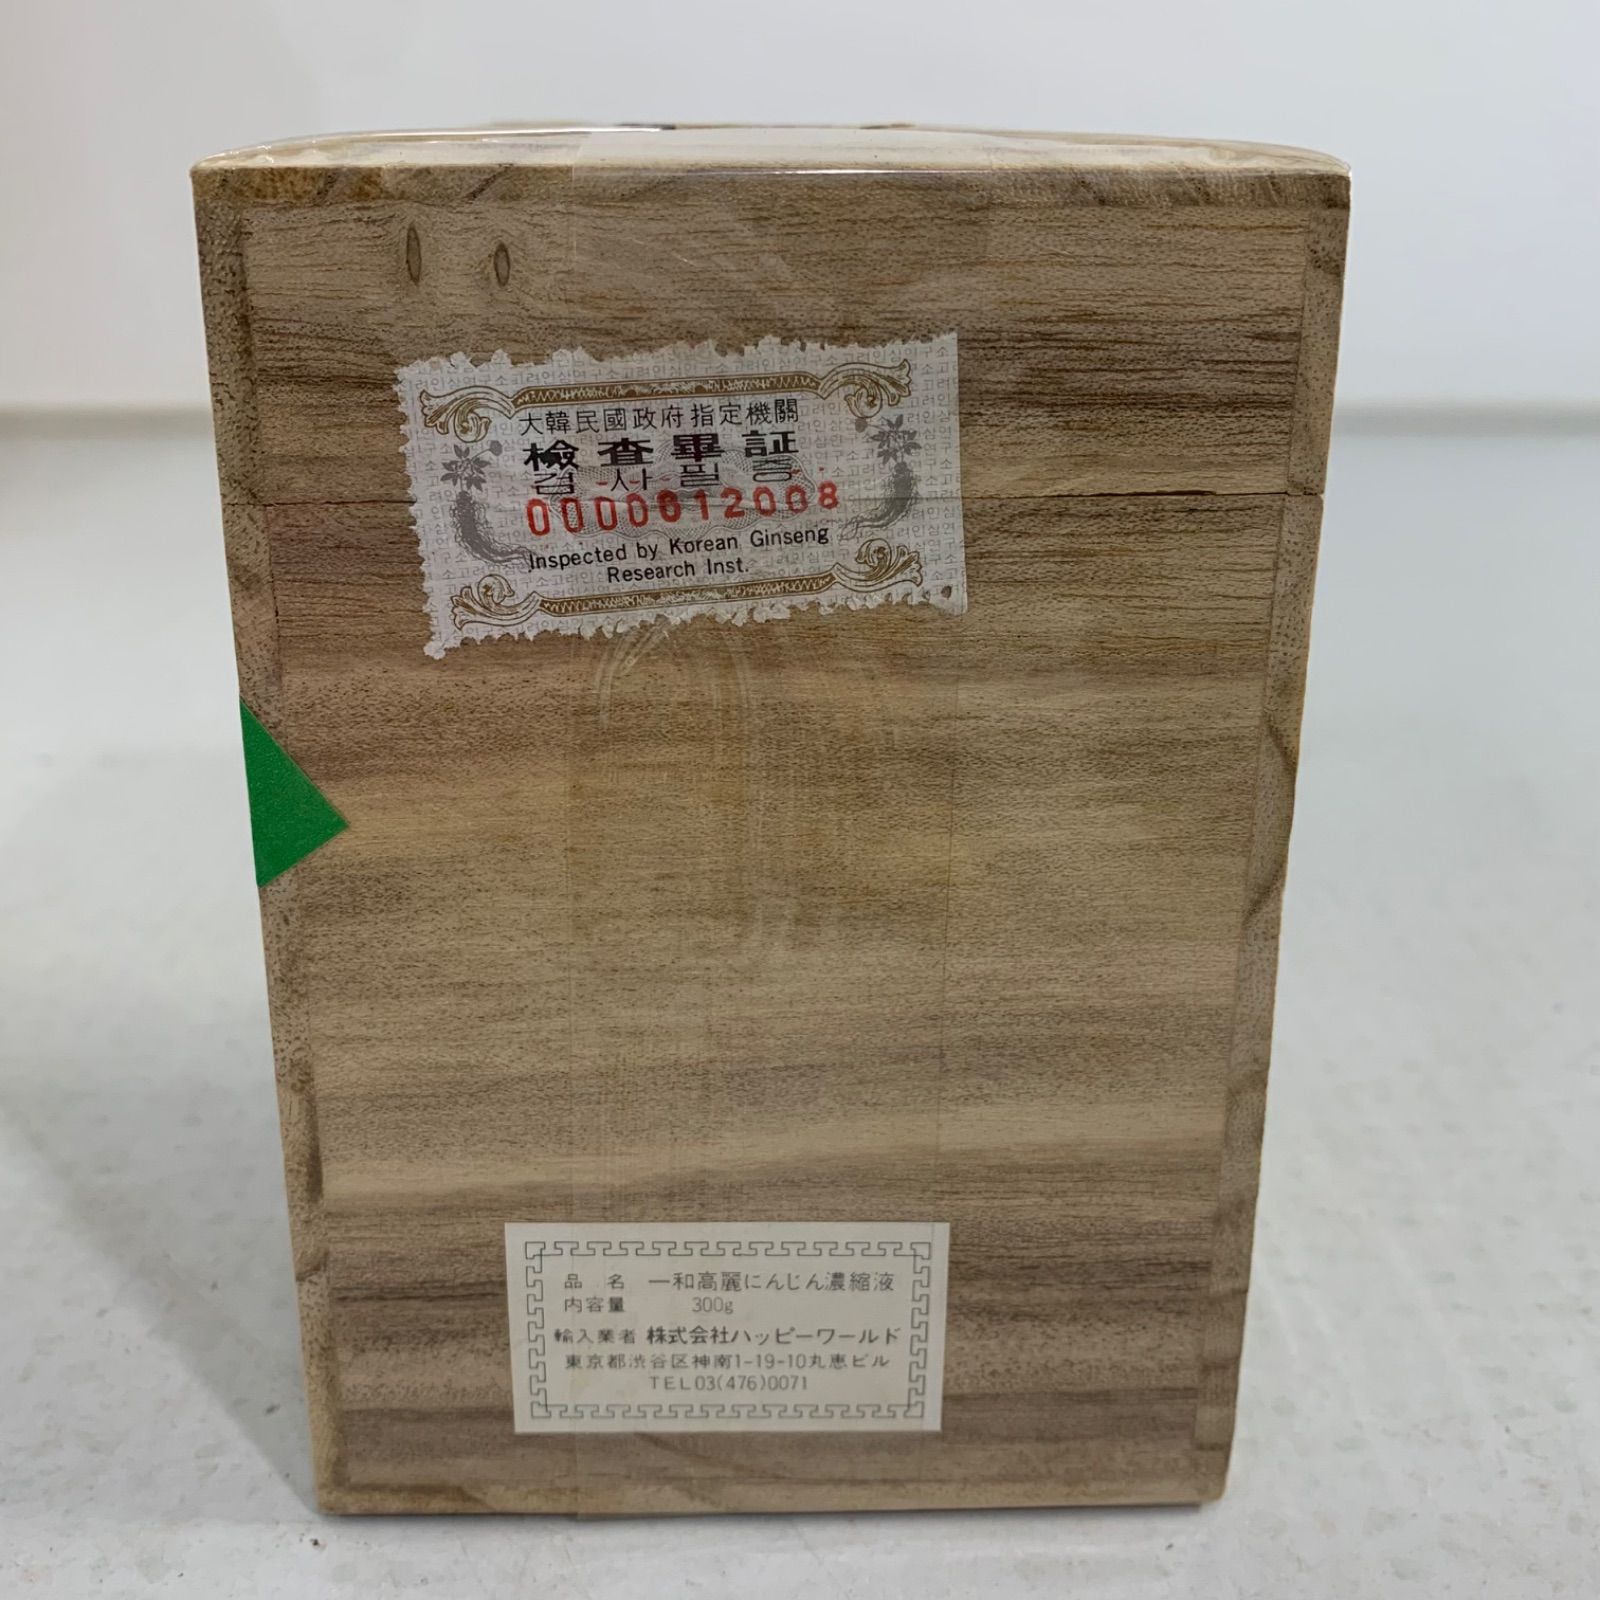 大韓民國政府指定機關
檢査畢証
검사필증
0000612008
Inspected by Korean Ginseng
Research Inst.
品名 一和高麗にんじん濃縮液
内容量 300g
輸入業者 株式会社ハッピーワールド
東京都渋谷区神南1-19-10丸恵ビル
TEL03(476)0071